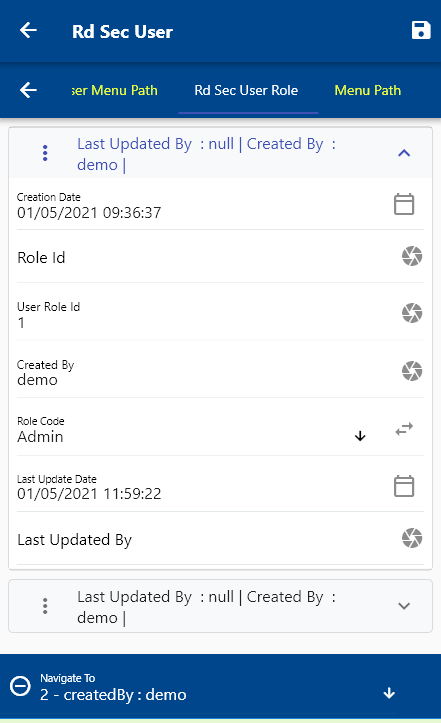 Rd Sec User
ser Menu Path Rd Sec User Role Menu Path
Last Updated By : null | Created By :
demo |
Creation Date
01/05/2021 09:36:37
Role Id
User Role Id
1
Created By
demo
Role Code
Admin
Last Update Date
01/05/2021 11:59:22
Last Updated By
Last Updated By : null | Created By :
demo |
Navigate To
2 - createdBy : demo